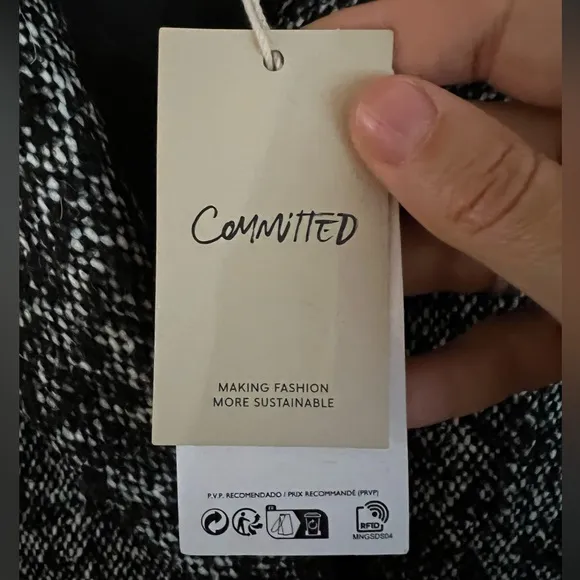 COMMITTED
MAKING FASHION
MORE SUSTAINABLE
P.V.P. RECOMENDADO / PRIX RECOMMANDÉ (PRVP)
RFID
MNGSDS04